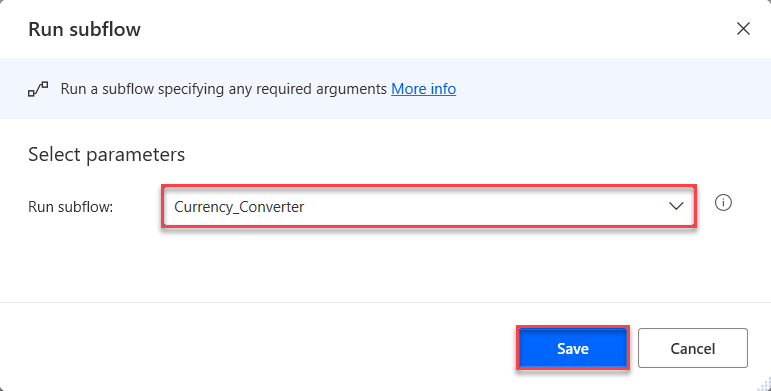 Run subflow
Run a subflow specifying any required arguments More info
Select parameters
Run subflow: Currency_Converter
Save Cancel